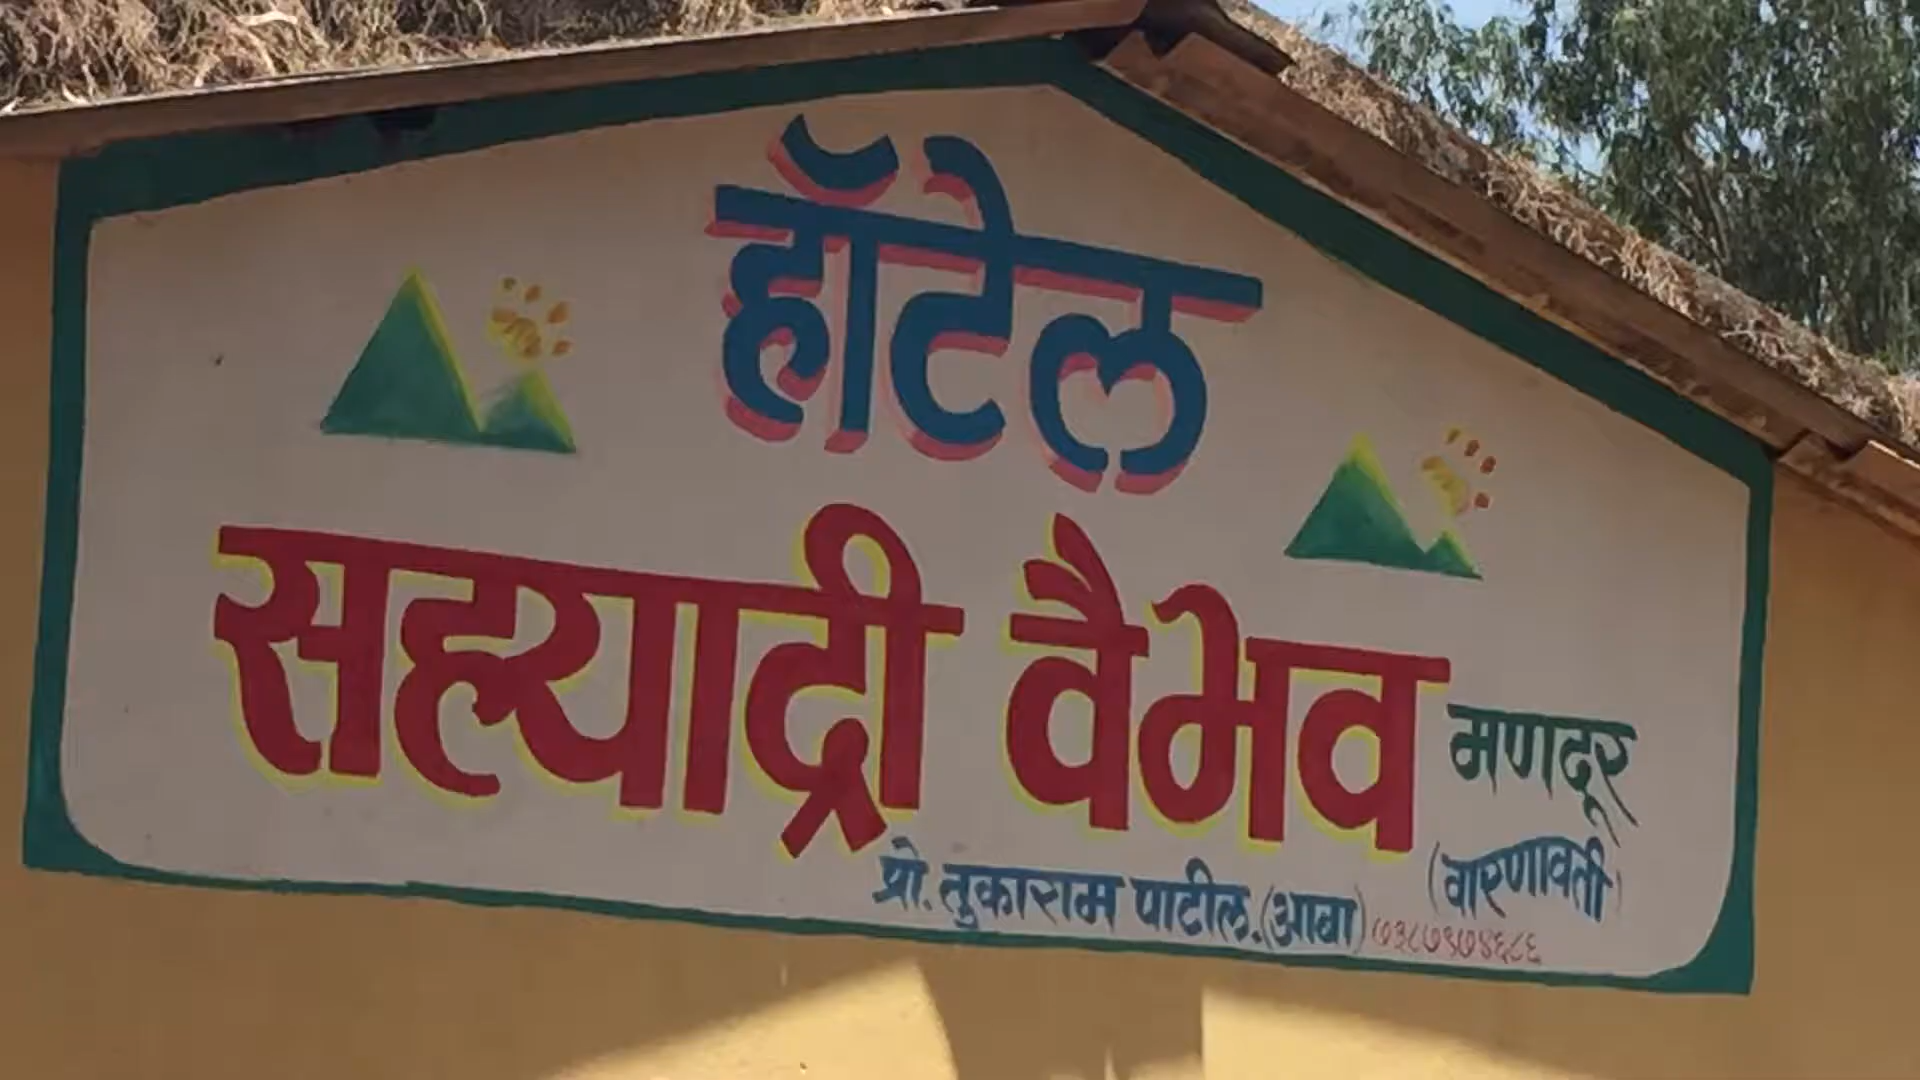 हॉटेल
सह्याद्री वैभव
मणदूर
(वारणावती)
प्रो. तुकाराम पाटील. (आबा)